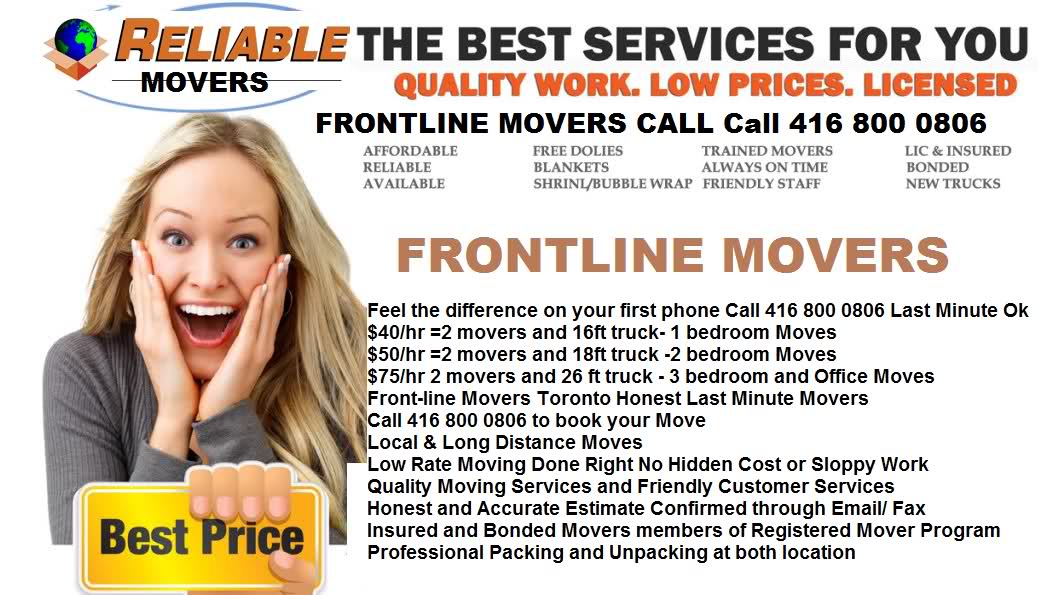 RELIABLE
MOVERS
THE BEST SERVICES FOR YOU
QUALITY WORK. LOW PRICES. LICENSED
FRONTLINE MOVERS CALL Call 416 800 0806
AFFORDABLE FREE DOLIES TRAINED MOVERS LIC & INSURED
RELIABLE BLANKETS ALWAYS ON TIME BONDED
AVAILABLE SHRINL/BUBBLE WRAP FRIENDLY STAFF NEW TRUCKS
FRONTLINE MOVERS
Feel the difference on your first phone Call 416 800 0806 Last Minute Ok
$40/hr =2 movers and 16ft truck- 1 bedroom Moves
$50/hr =2 movers and 18ft truck -2 bedroom Moves
$75/hr 2 movers and 26 ft truck - 3 bedroom and Office Moves
Front-line Movers Toronto Honest Last Minute Movers
Call 416 800 0806 to book your Move
Local & Long Distance Moves
Low Rate Moving Done Right No Hidden Cost or Sloppy Work
Quality Moving Services and Friendly Customer Services
Honest and Accurate Estimate Confirmed through Email/ Fax
Insured and Bonded Movers members of Registered Mover Program
Professional Packing and Unpacking at both location
Best Price